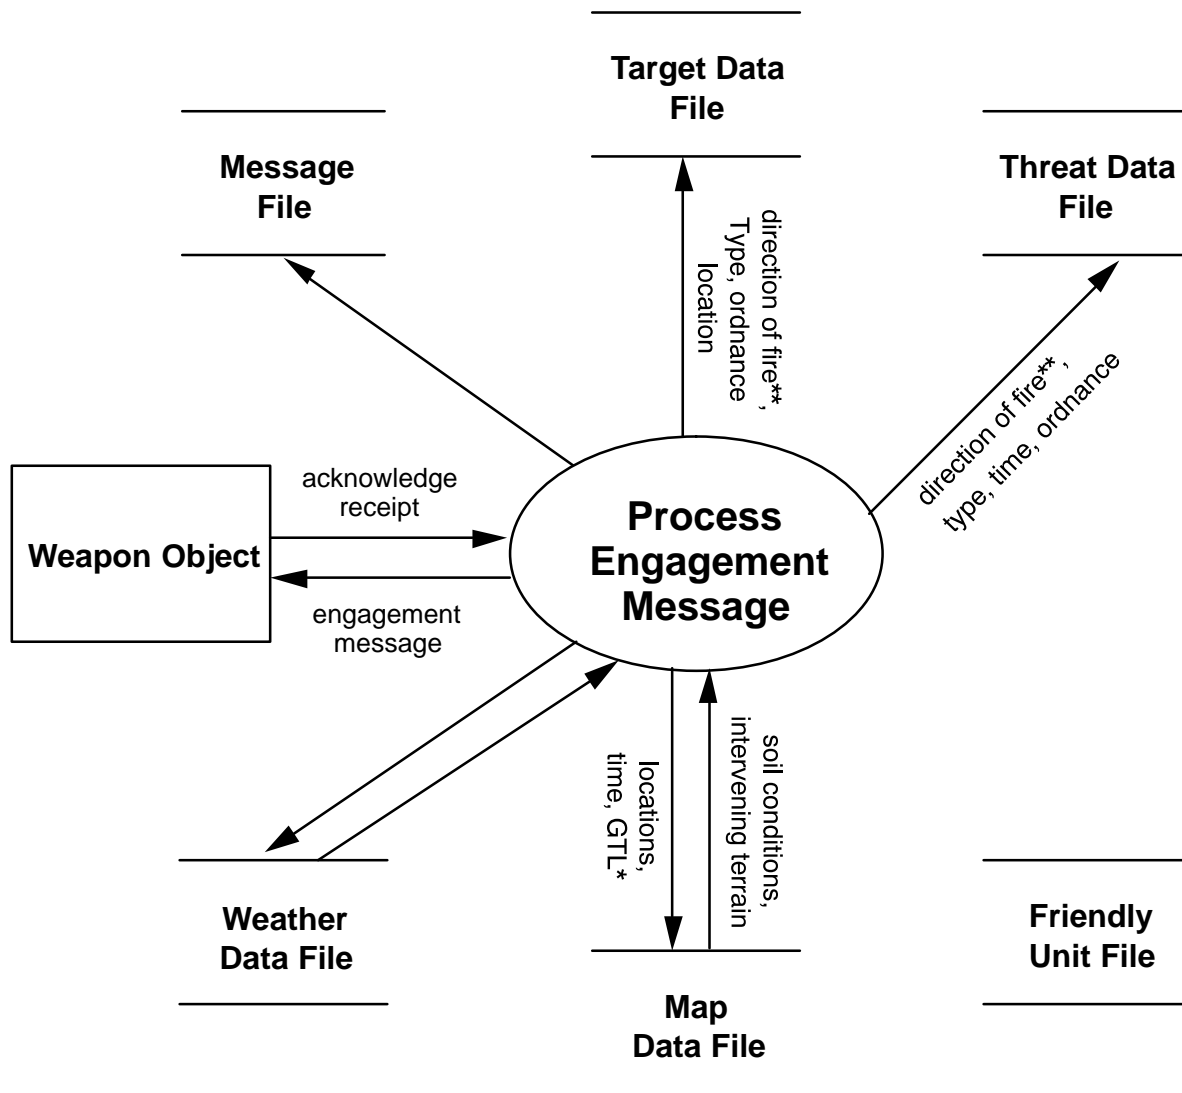 Target Data
File
Message
File
Threat Data
File
direction of fire**,
Type, ordnance
location
direction of fire**,
type, time, ordnance
acknowledge
receipt
Weapon Object
Process
Engagement
Message
engagement
message
locations,
time, GTL*
soil conditions,
intervening terrain
Weather
Data File
Friendly
Unit File
Map
Data File